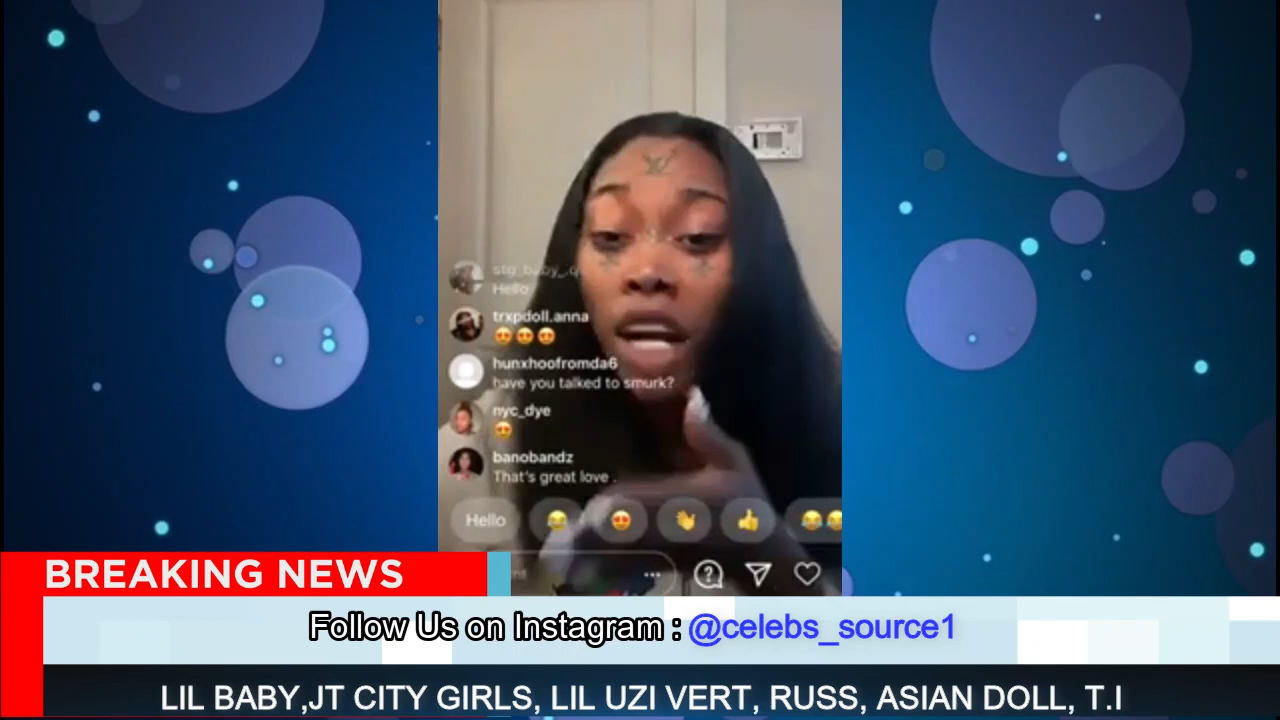 stg_baby_.q
Hello
trxpdoll.anna
😍😍😍
hunxhoofromda6
have you talked to smurk?
nyc_dye
😍
banobandz
That's great love .
Hello
BREAKING NEWS
Follow Us on Instagram : @celebs_source1
LIL BABY,JT CITY GIRLS, LIL UZI VERT, RUSS, ASIAN DOLL, T.I